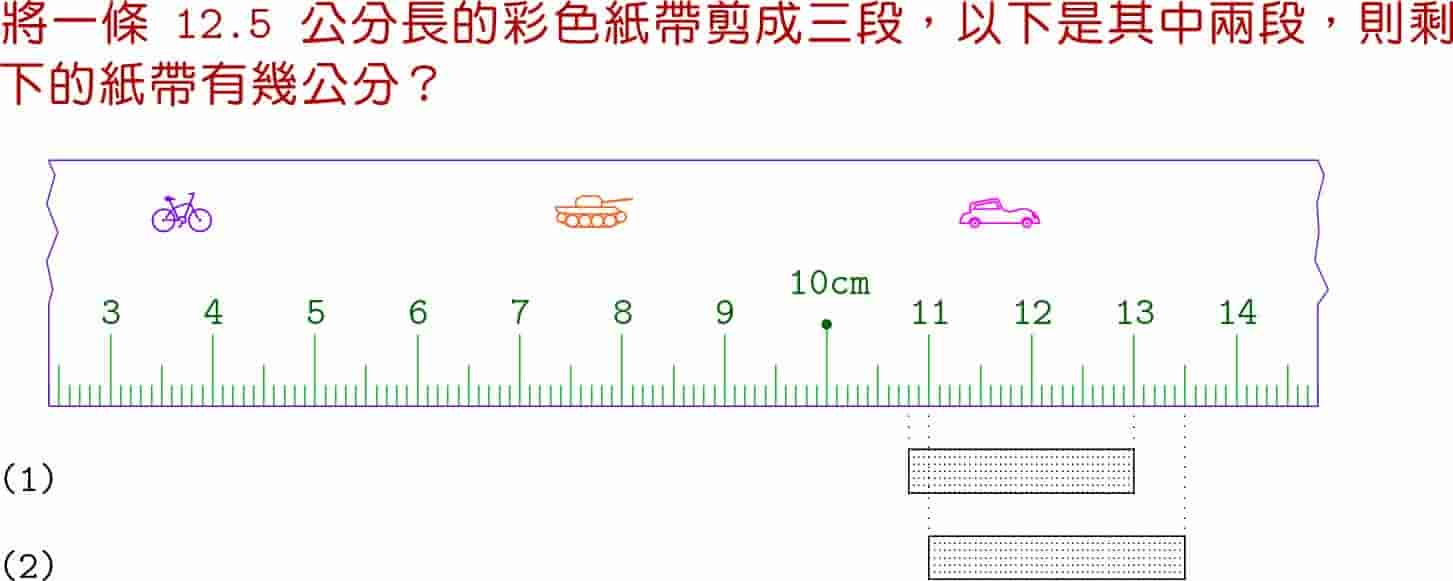 將一條 12.5 公分長的彩色紙帶剪成三段，以下是其中兩段，則剩
下的紙帶有幾公分？
10cm
3 4 5 6 7 8 9 11 12 13 14
(1)
(2)